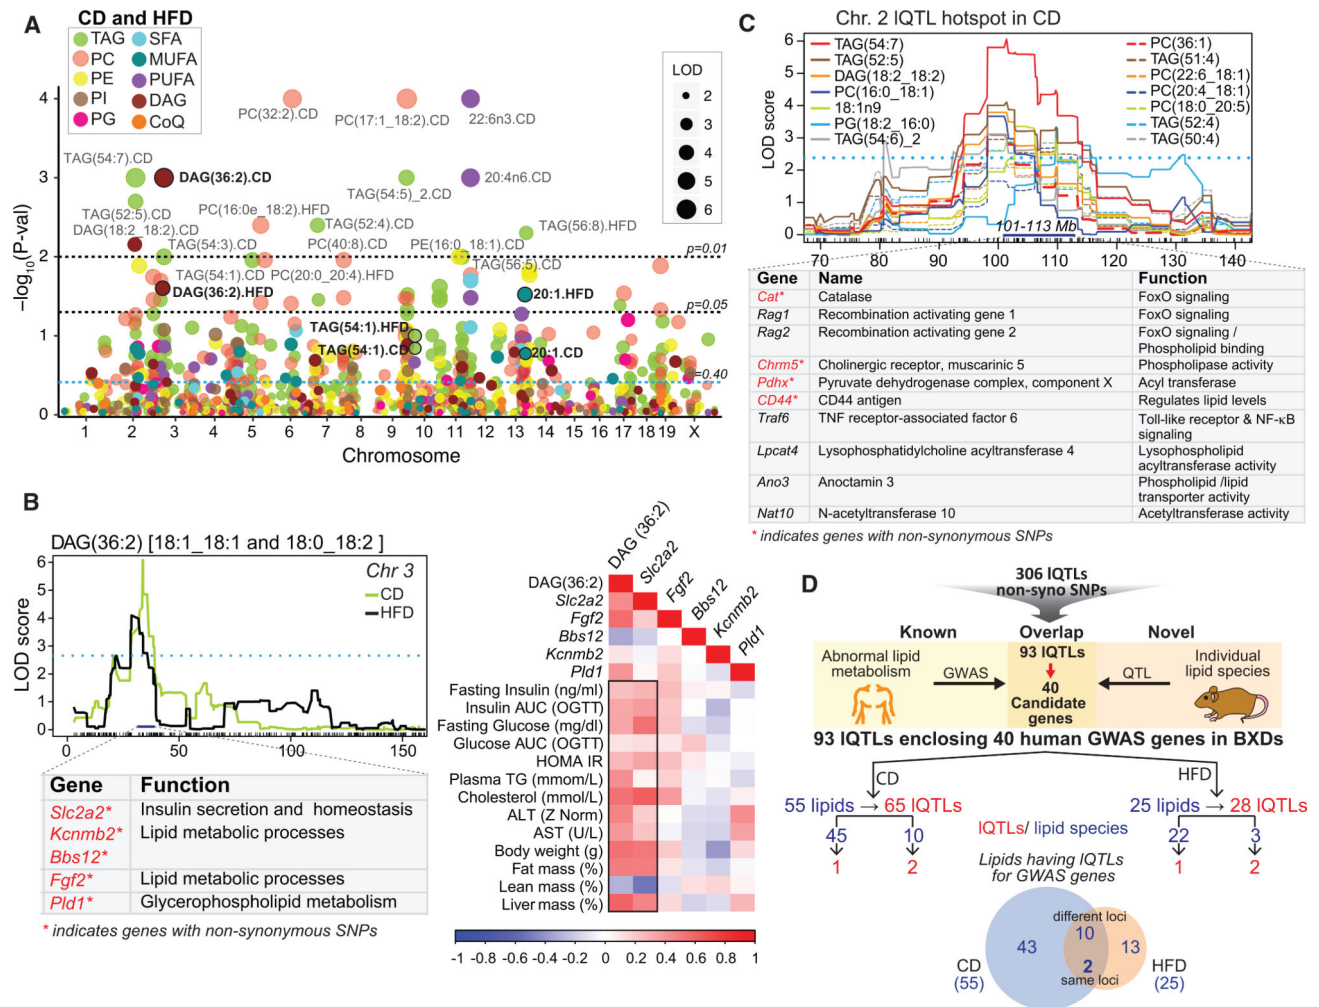 A
CD and HFD
TAG
SFA
PC
MUFA
PE
PUFA
PI
DAG
PG
CoQ
LOD
2
3
4
5
6
−log10(P-val)
4
3
2
1
0
PC(32:2).CD
PC(17:1_18:2).CD
22:6n3.CD
TAG(54:7).CD
DAG(36:2).CD
TAG(54:5)_2.CD
20:4n6.CD
TAG(52:5).CD
PC(16:0e_18:2).HFD
DAG(18:2_18:2).CD
TAG(52:4).CD
TAG(56:8).HFD
TAG(54:3).CD
PC(40:8).CD
PE(16:0_18:1).CD
p=0.01
TAG(54:1).CD
PC(20:0_20:4).HFD
TAG(56:5).CD
DAG(36:2).HFD
20:1.HFD
p=0.05
TAG(54:1).HFD
TAG(54:1).CD
20:1.CD
=0.40
1 2 3 4 5 6 7 8 9 10 11 12 13 14 15 16 17 18 19 X
Chromosome
B
DAG(36:2) [18:1_18:1 and 18:0_18:2 ]
Chr 3
CD
HFD
LOD score
6
5
4
3
2
1
0
0 50 100 150
Gene Function
Slc2a2* Insulin secretion and homeostasis
Kcnmb2* Lipid metabolic processes
Bbs12*
Fgf2* Lipid metabolic processes
Pld1* Glycerophospholipid metabolism
* indicates genes with non-synonymous SNPs
DAG (36:2)
Slc2a2
Fgf2
Bbs12
Kcnmb2
Pld1
DAG(36:2)
Slc2a2
Fgf2
Bbs12
Kcnmb2
Pld1
Fasting Insulin (ng/ml)
Insulin AUC (OGTT)
Fasting Glucose (mg/dl)
Glucose AUC (OGTT)
HOMA IR
Plasma TG (mmom/L)
Cholesterol (mmol/L)
ALT (Z Norm)
AST (U/L)
Body weight (g)
Fat mass (%)
Lean mass (%)
Liver mass (%)
-1 -0.8 -0.6 -0.4 -0.2 0 0.2 0.4 0.6 0.8 1
C
Chr. 2 lQTL hotspot in CD
LOD score
6
5
4
3
2
1
0
TAG(54:7)
TAG(52:5)
DAG(18:2_18:2)
PC(16:0_18:1)
18:1n9
PG(18:2_16:0)
TAG(54:6)_2
PC(36:1)
TAG(51:4)
PC(22:6_18:1)
PC(20:4_18:1)
PC(18:0_20:5)
TAG(52:4)
TAG(50:4)
101-113 Mb
70 80 90 100 110 120 130 140
Gene Name Function
Cat* Catalase FoxO signaling
Rag1 Recombination activating gene 1 FoxO signaling
Rag2 Recombination activating gene 2 FoxO signaling /
Phospholipid binding
Chrm5* Cholinergic receptor, muscarinic 5 Phospholipase activity
Pdhx* Pyruvate dehydrogenase complex, component X Acyl transferase
CD44* CD44 antigen Regulates lipid levels
Traf6 TNF receptor-associated factor 6 Toll-like receptor & NF-κB
signaling
Lpcat4 Lysophosphatidylcholine acyltransferase 4 Lysophospholipid
acyltransferase activity
Ano3 Anoctamin 3 Phospholipid /lipid
transporter activity
Nat10 N-acetyltransferase 10 Acetyltransferase activity
* indicates genes with non-synonymous SNPs
D
306 lQTLs
non-syno SNPs
Known Overlap Novel
93 lQTLs
Abnormal lipid
metabolism
GWAS
40
Candidate
genes
QTL
Individual
lipid species
93 lQTLs enclosing 40 human GWAS genes in BXDs
CD
HFD
55 lipids → 65 lQTLs
25 lipids → 28 lQTLs
45 10
22 3
1 2
1 2
lQTLs/ lipid species
Lipids having lQTLs
for GWAS genes
different loci
43 10 13
2
same loci
CD
(55)
HFD
(25)